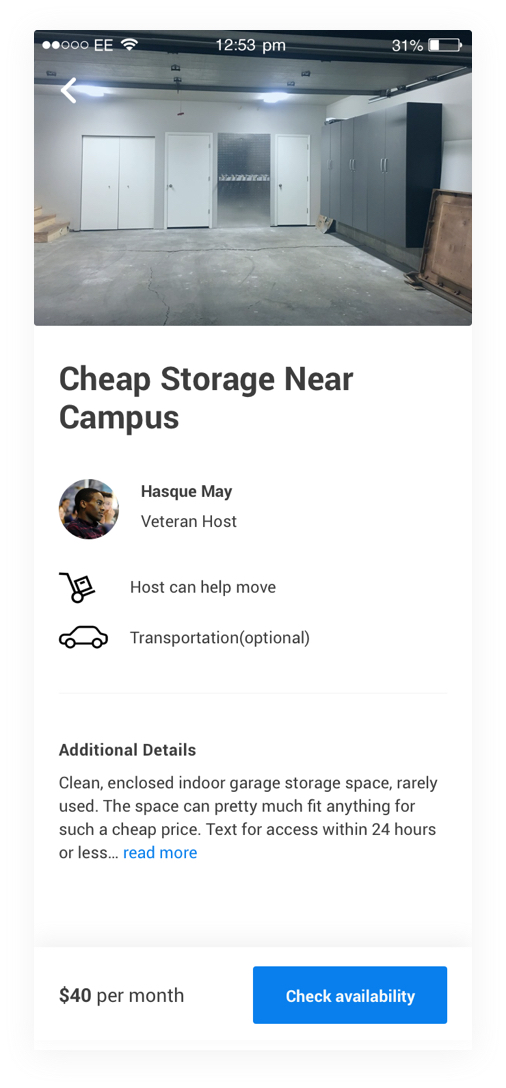 EE 12:53 pm 31%
Cheap Storage Near
Campus
Hasque May
Veteran Host
Host can help move
Transportation(optional)
Additional Details
Clean, enclosed indoor garage storage space, rarely
used. The space can pretty much fit anything for
such a cheap price. Text for access within 24 hours
or less... read more
$40 per month
Check availability